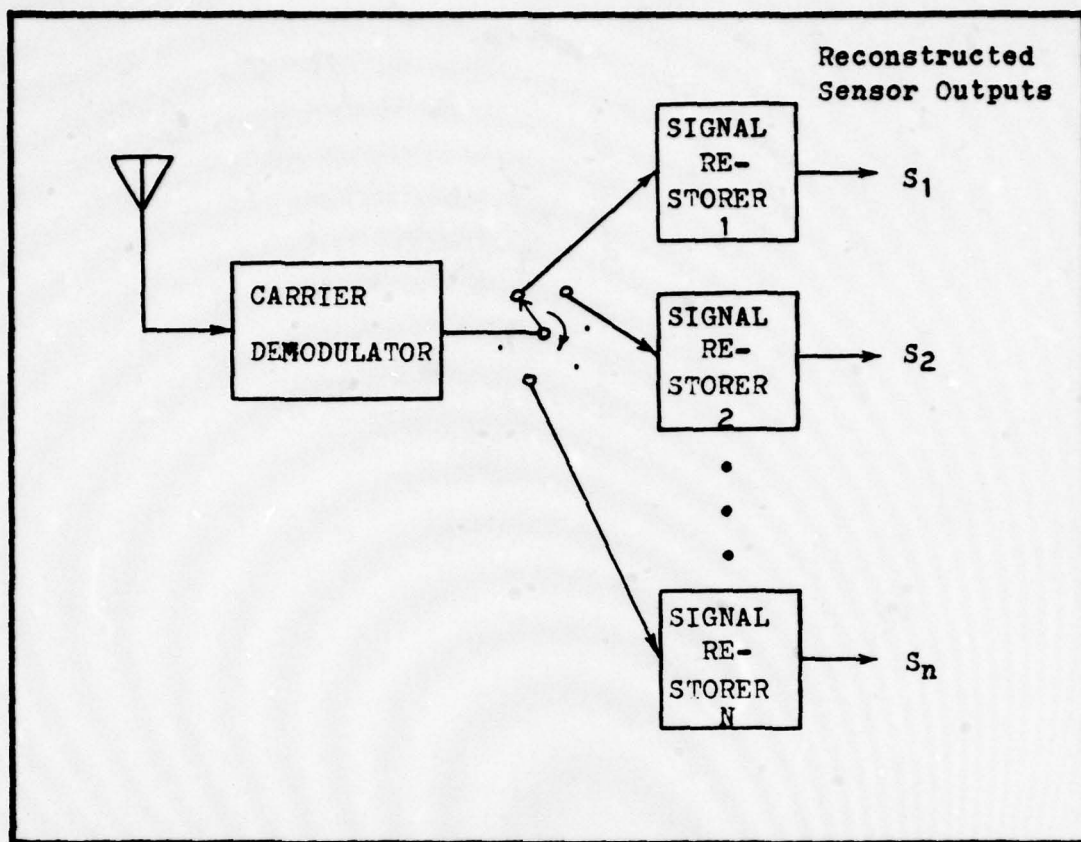 Reconstructed
Sensor Outputs
SIGNAL
RE-
STORER
1
S1
CARRIER
DEMODULATOR
SIGNAL
RE-
STORER
2
S2
SIGNAL
RE-
STORER
N
Sn